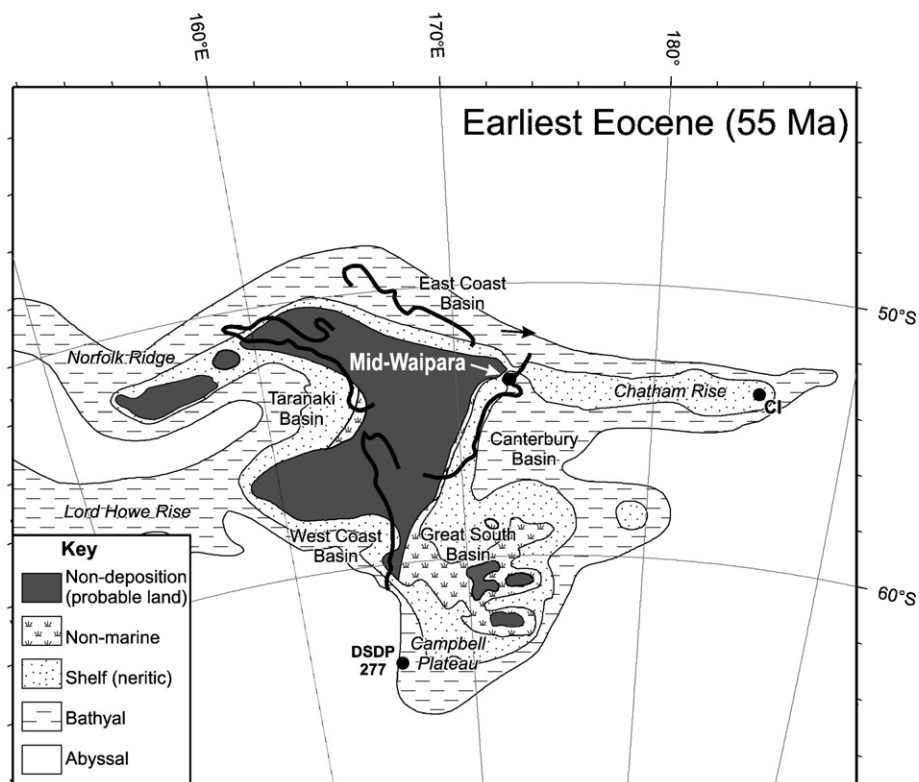 160°E
170°E
180°
Earliest Eocene (55 Ma)
East Coast
Basin
50°S
Norfolk Ridge
Mid-Waipara
Chatham Rise
Taranaki
Basin
CI
Canterbury
Basin
Lord Howe Rise
West Coast
Basin
Great South
Basin
Key
Non-deposition
(probable land)
Non-marine
Shelf (neritic)
Bathyal
Abyssal
60°S
DSDP
277
Campbell
Plateau